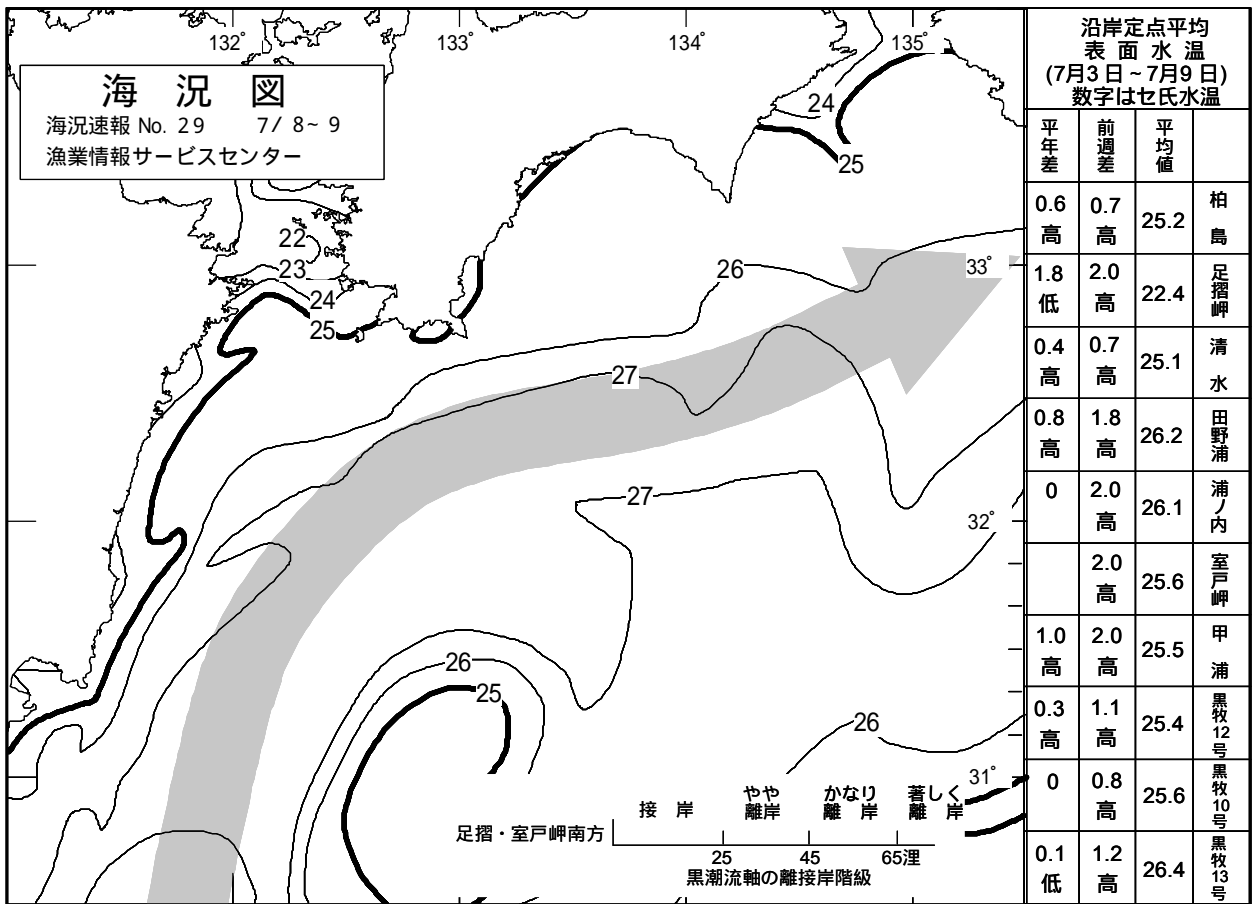 132°
133°
134°
135°
海 況 図
海況速報 No. 29 7/ 8~ 9
漁業情報サービスセンター
24
25
22
23
24
25
26
33°
27
27
32°
26
25
26
31°
足摺・室戸岬南方
接 岸
やや
離岸
かなり
離 岸
著しく
離 岸
25 45 65浬
黒潮流軸の離接岸階級
沿岸定点平均
表 面 水 温
(7月3 日 ~ 7月9 日)
数字はセ氏水温
平年差 前週差 平均値
0.6 高 0.7 高 25.2 柏島
1.8 低 2.0 高 22.4 足摺岬
0.4 高 0.7 高 25.1 清水
0.8 高 1.8 高 26.2 田野浦
0 2.0 高 26.1 浦ノ内
2.0 高 25.6 室戸岬
1.0 高 2.0 高 25.5 甲浦
0.3 高 1.1 高 25.4 黒牧12号
0 0.8 高 25.6 黒牧10号
0.1 低 1.2 高 26.4 黒牧13号